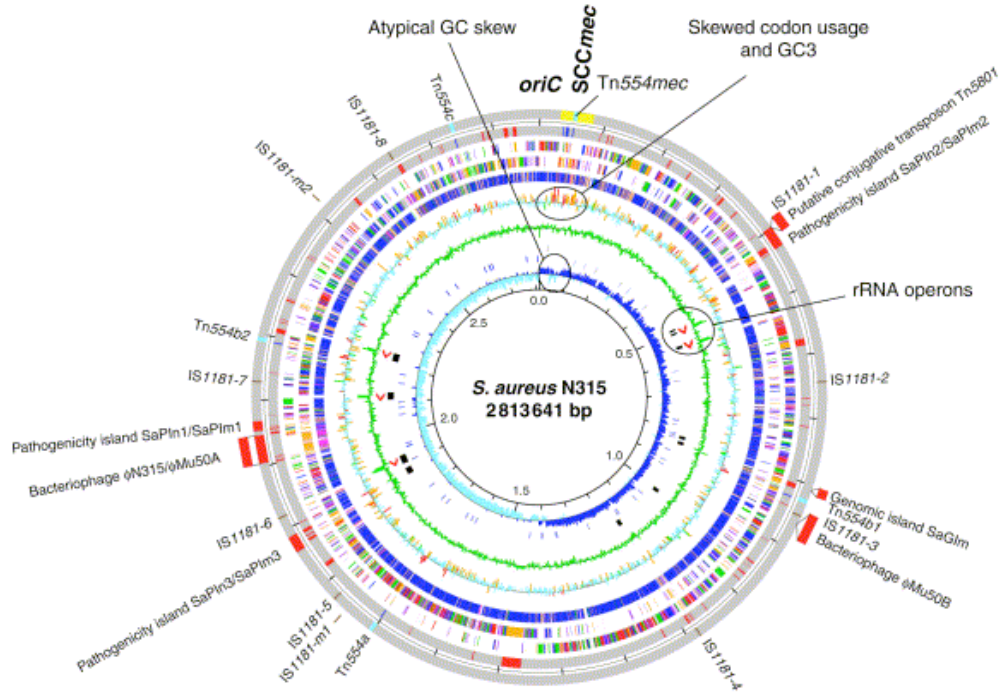 Atypical GC skew
Skewed codon usage
and GC3
oriC
SCCmec
Tn554mec
Tn554c
IS1181-8
IS1181-m2
Tn554b2
IS1181-7
Pathogenicity island SaPIn1/SaPIm1
Bacteriophage ϕN315/ϕMu50A
IS1181-6
Pathogenicity island SaPIn3/SaPIm3
IS1181-5
IS1181-m1
Tn554a
IS1181-1
Putative conjugative transposon Tn5801
Pathogenicity island SaPIn2/SaPIm2
rRNA operons
IS1181-2
Genomic island SaGIm
Tn554b1
IS1181-3
Bacteriophage ϕMu50B
IS1181-4
0.0
0.5
1.0
1.5
2.0
2.5
S. aureus N315
2813641 bp